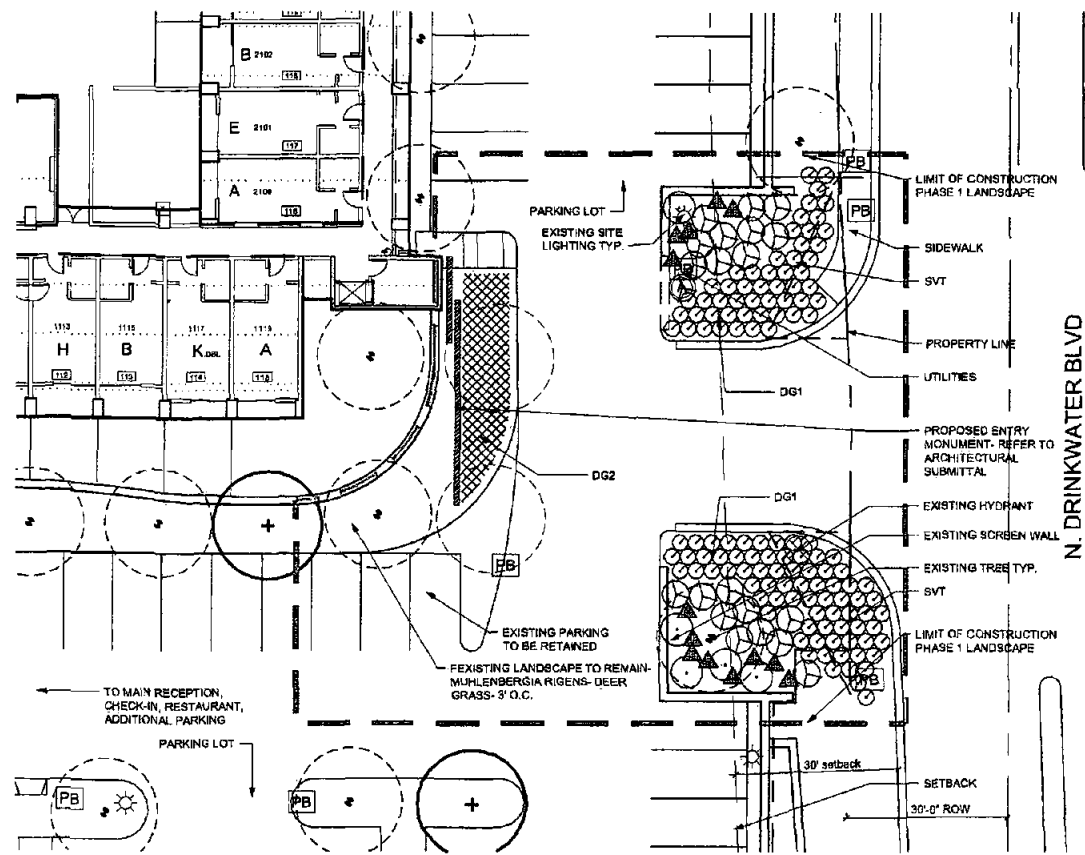 B 2102
118
E 2101
117
A 2100
116
1113
1115
1117
1119
H
B
K.DBL
A
112
113
114
115
PARKING LOT
EXISTING SITE
LIGHTING TYP.
PB
LIMIT OF CONSTRUCTION
PHASE 1 LANDSCAPE
PB
SIDEWALK
SVT
PROPERTY LINE
UTILITIES
DG1
PROPOSED ENTRY
MONUMENT- REFER TO
ARCHITECTURAL
SUBMITTAL
DG2
DG1
EXISTING HYDRANT
EXISTING SCREEN WALL
EXISTING TREE TYP.
SVT
LIMIT OF CONSTRUCTION
PHASE 1 LANDSCAPE
N. DRINKWATER BLVD
PB
PB
EXISTING PARKING
TO BE RETAINED
FEXISTING LANDSCAPE TO REMAIN-
MUHLENBERGIA RIGENS- DEER
GRASS- 3' O.C.
TO MAIN RECEPTION,
CHECK-IN, RESTAURANT,
ADDITIONAL PARKING
PARKING LOT
PB
PB
30' setback
SETBACK
30'-0" ROW